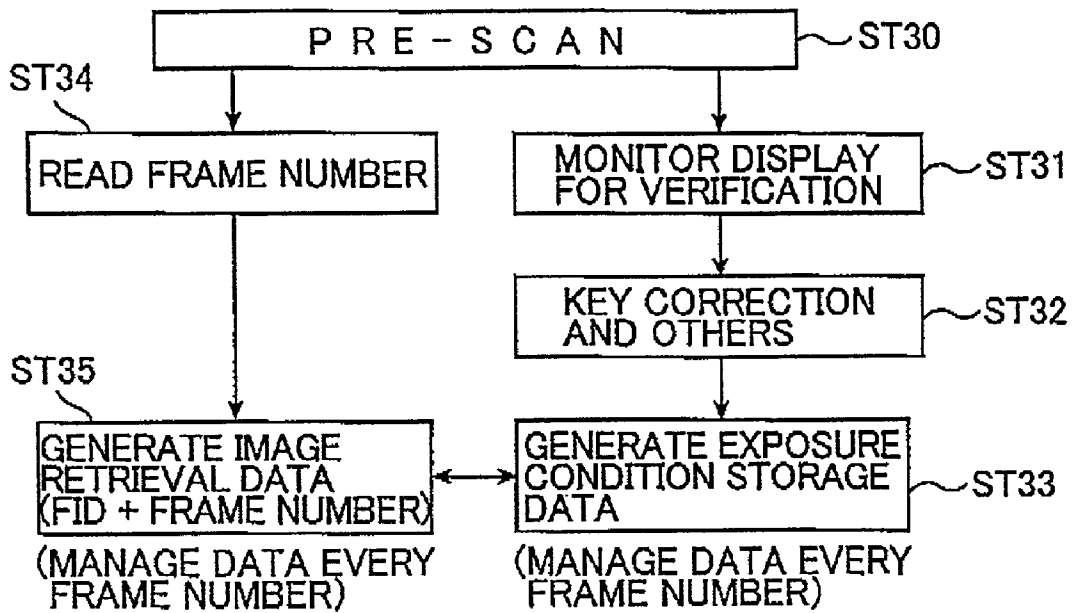 PRE-SCAN
ST30
ST34
READ FRAME NUMBER
MONITOR DISPLAY
FOR VERIFICATION
ST31
KEY CORRECTION
AND OTHERS
ST32
ST35
GENERATE IMAGE
RETRIEVAL DATA
(FID + FRAME NUMBER)
GENERATE EXPOSURE
CONDITION STORAGE
DATA
ST33
(MANAGE DATA EVERY
FRAME NUMBER)
(MANAGE DATA EVERY
FRAME NUMBER)